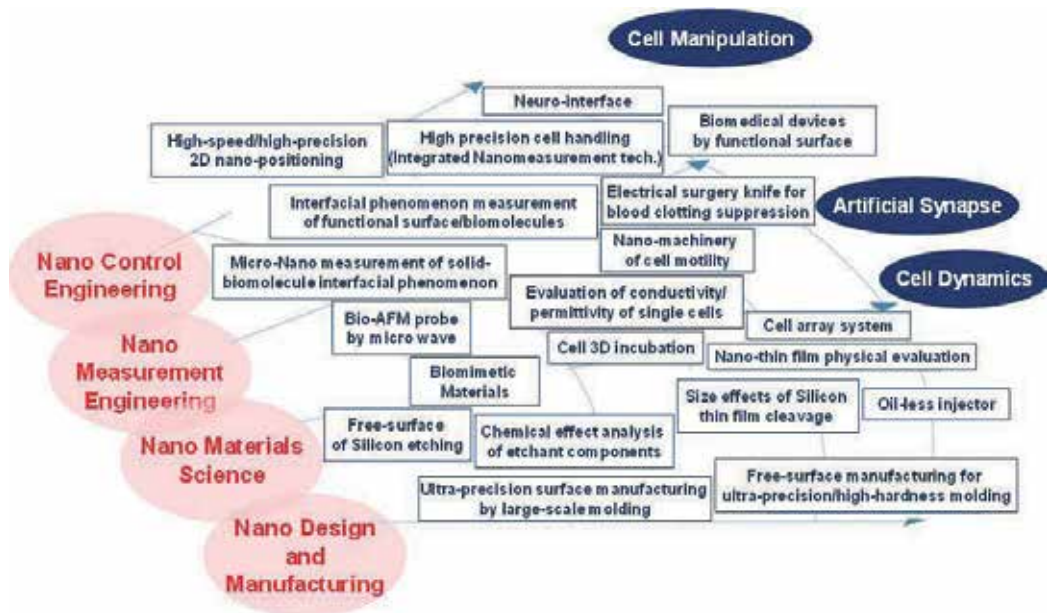 Cell Manipulation
Neuro-interface
High-speed/high-precision
2D nano-positioning
High precision cell handling
(Integrated Nanomeasurement tech.)
Biomedical devices
by functional surface
Interfacial phenomenon measurement
of functional surface/biomolecules
Electrical surgery knife for
blood clotting suppression
Artificial Synapse
Nano Control
Engineering
Micro-Nano measurement of solid-
biomolecule interfacial phenomenon
Nano-machinery
of cell motility
Cell Dynamics
Evaluation of conductivity/
permittivity of single cells
Bio-AFM probe
by micro wave
Cell array system
Nano
Measurement
Engineering
Cell 3D incubation
Nano-thin film physical evaluation
Biomimetic
Materials
Size effects of Silicon
thin film cleavage
Oil-less injector
Free-surface
of Silicon etching
Chemical effect analysis
of etchant components
Nano Materials
Science
Ultra-precision surface manufacturing
by large-scale molding
Free-surface manufacturing for
ultra-precision/high-hardness molding
Nano Design
and
Manufacturing